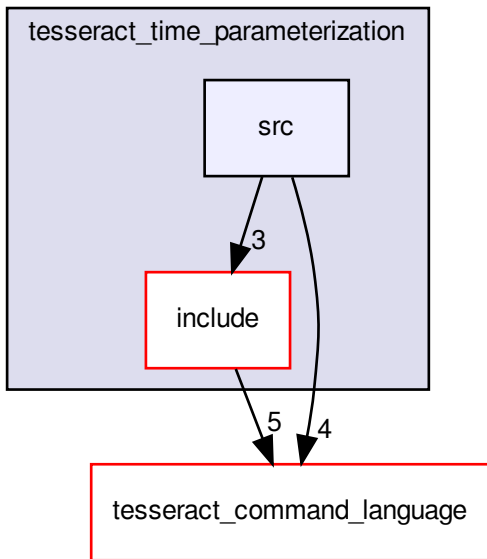 tesseract_time_parameterization
src
3
include
5
4
tesseract_command_language